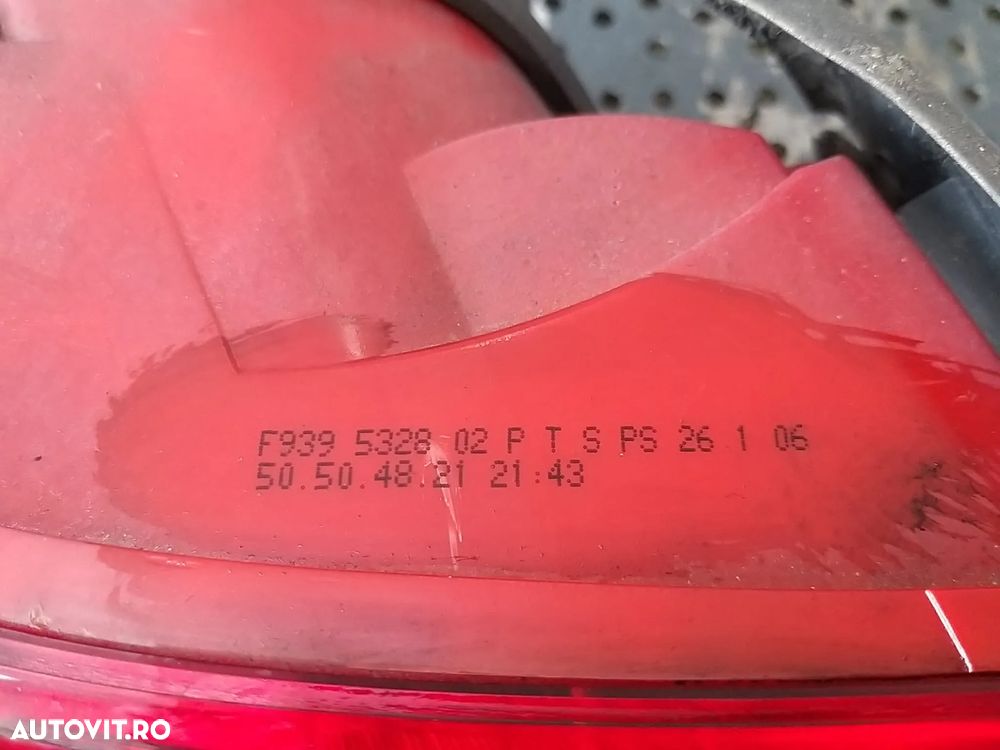 F939 5328 02 P T S PS 26 1 06
50.50.48.21 21:43
AUTOVIT.RO